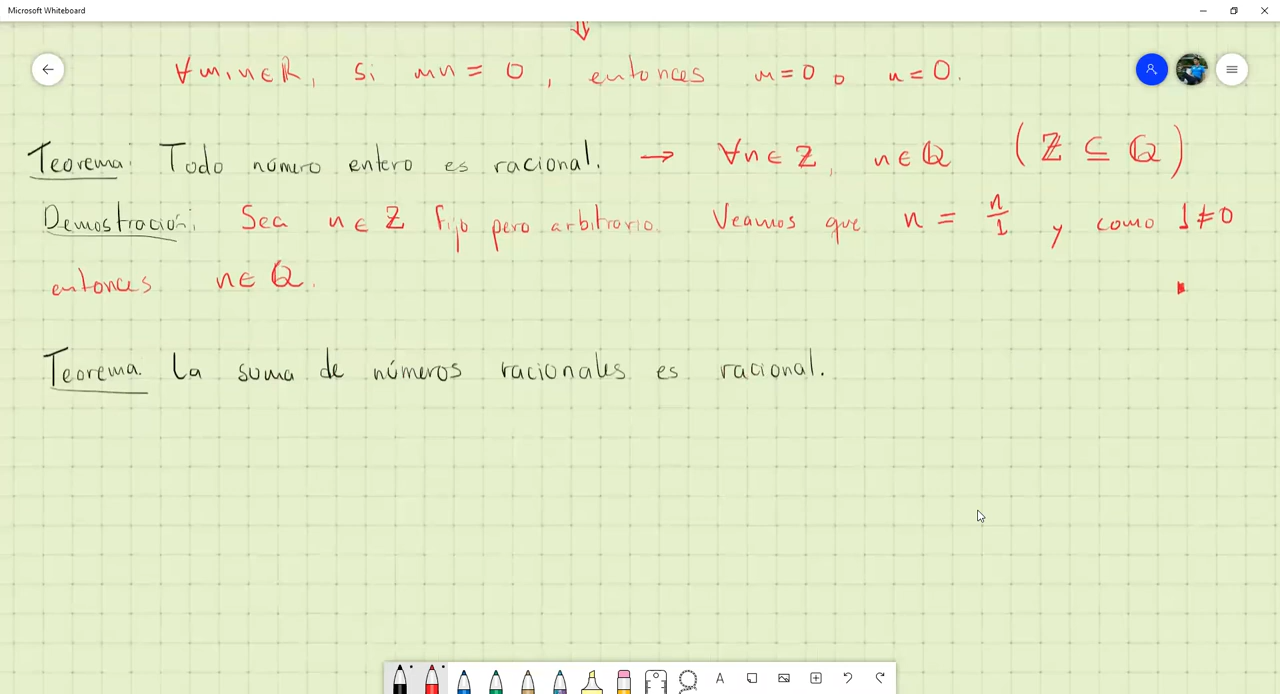 Microsoft Whiteboard
∀m,n∈ℝ, si mn = 0, entonces m=0 o n=0.
Teorema: Todo número entero es racional. → ∀n∈ℤ, n∈ℚ (ℤ ⊆ ℚ)
Demostración: Sea n∈ℤ fijo pero arbitrario. Veamos que n = n/1 y como 1≠0
entonces n∈ℚ.
Teorema. La suma de números racionales es racional.